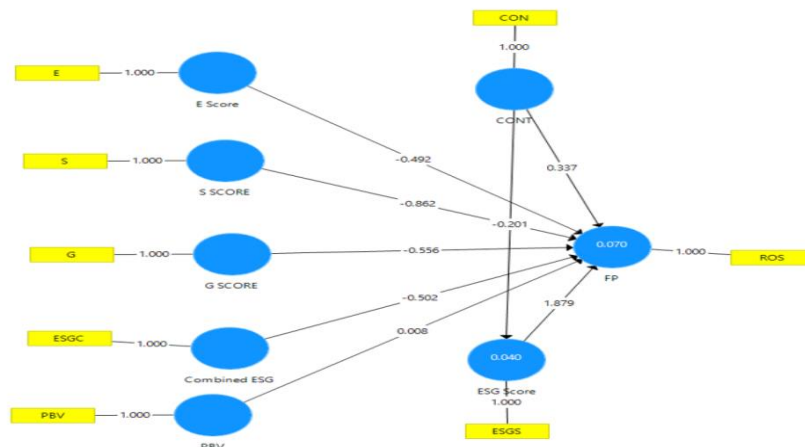 CON
1.000
CONT
E
1.000
E Score
-0.492
0.337
S
1.000
S SCORE
-0.862
-0.201
G
1.000
G SCORE
-0.556
0.070
FP
1.000
ROS
ESGC
1.000
Combined ESG
-0.502
0.008
1.879
0.040
ESG Score
1.000
ESGS
PBV
1.000
PBV